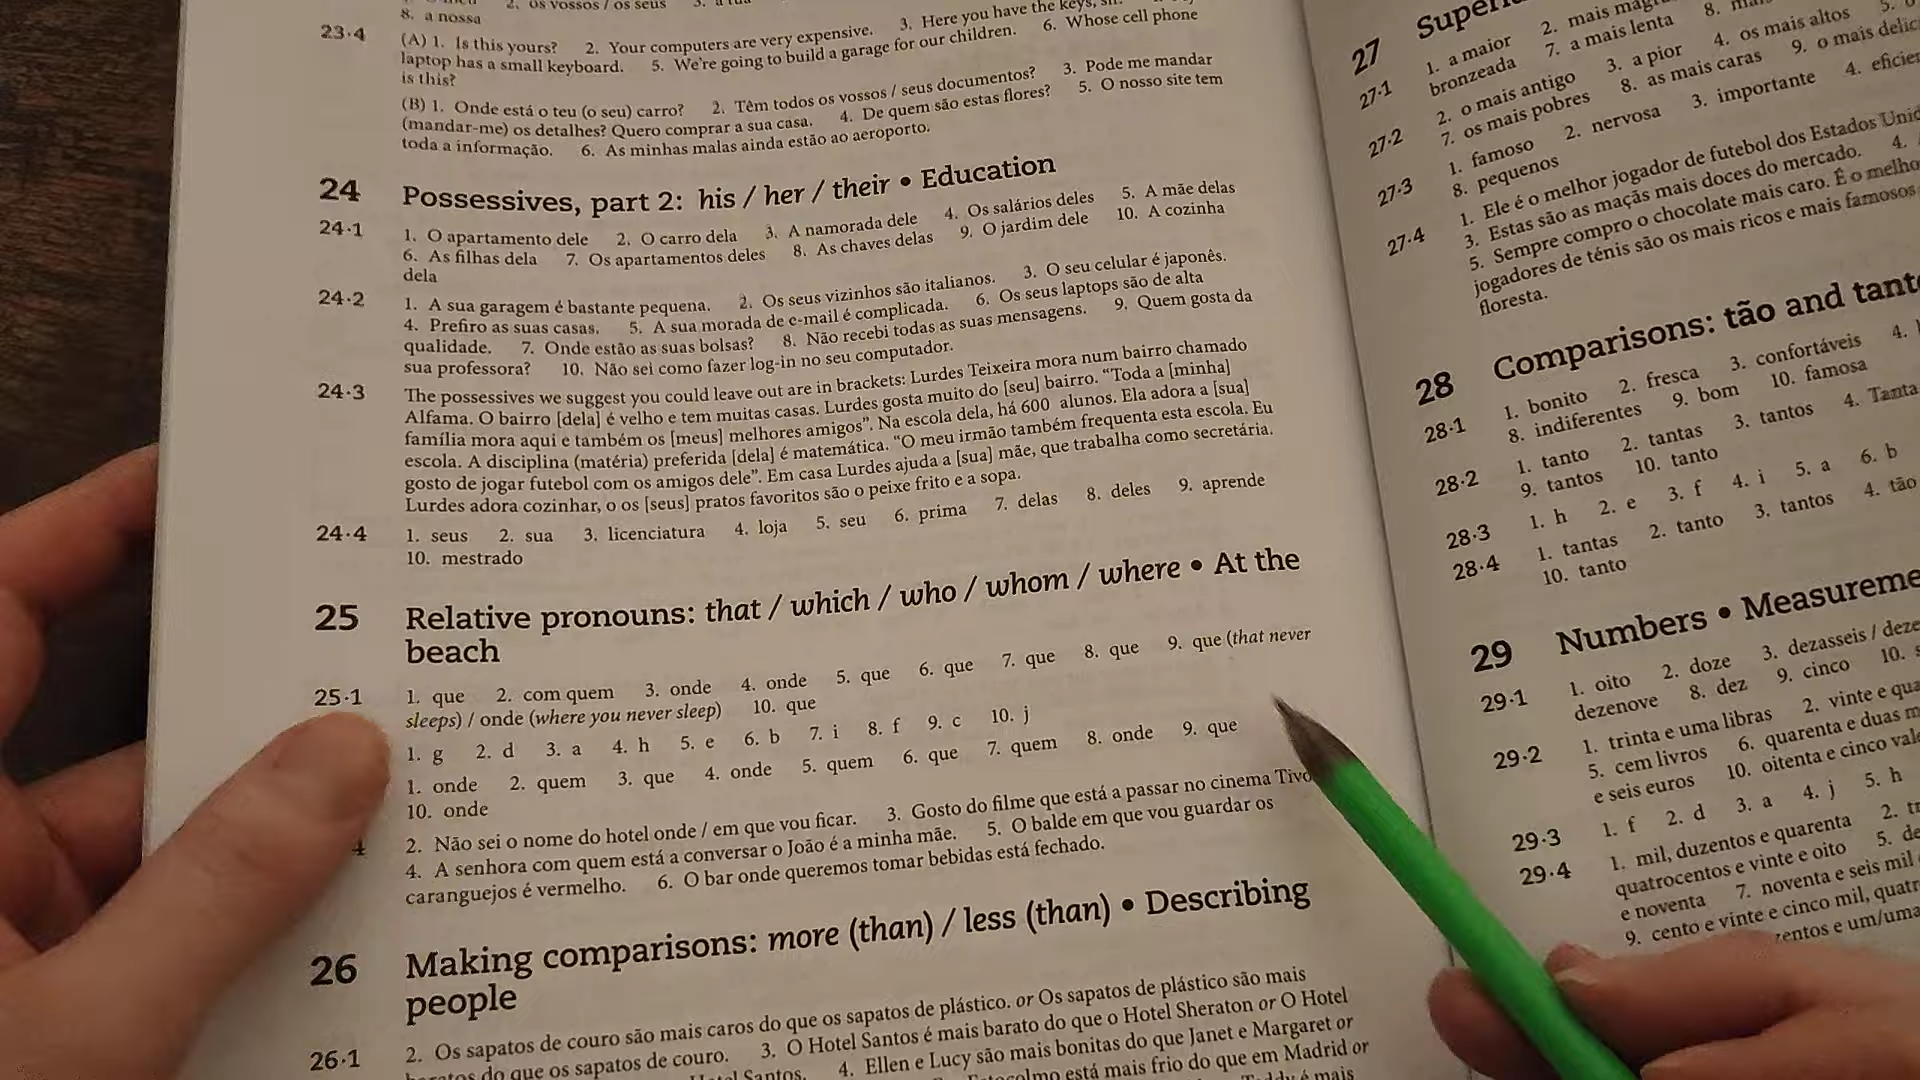 2. os vossos / os seus
8. a nossa
23·4 (A) 1. Is this yours? 2. Your computers are very expensive. 3. Here you have the keys,
laptop has a small keyboard. 5. We're going to build a garage for our children. 6. Whose cell phone
is this?
(B) 1. Onde está o teu (o seu) carro? 2. Têm todos os vossos / seus documentos? 3. Pode me mandar
(mandar-me) os detalhes? Quero comprar a sua casa. 4. De quem são estas flores? 5. O nosso site tem
toda a informação. 6. As minhas malas ainda estão ao aeroporto.
24 Possessives, part 2: his / her / their • Education
24·1 1. O apartamento dele 2. O carro dela 3. A namorada dele 4. Os salários deles 5. A mãe delas
6. As filhas dela 7. Os apartamentos deles 8. As chaves delas 9. O jardim dele 10. A cozinha
dela
24·2 1. A sua garagem é bastante pequena. 2. Os seus vizinhos são italianos. 3. O seu celular é japonês.
4. Prefiro as suas casas. 5. A sua morada de e-mail é complicada. 6. Os seus laptops são de alta
qualidade. 7. Onde estão as suas bolsas? 8. Não recebi todas as suas mensagens. 9. Quem gosta da
sua professora? 10. Não sei como fazer log-in no seu computador.
24·3 The possessives we suggest you could leave out are in brackets: Lurdes Teixeira mora num bairro chamado
Alfama. O bairro [dela] é velho e tem muitas casas. Lurdes gosta muito do [seu] bairro. “Toda a [minha]
família mora aqui e também os [meus] melhores amigos”. Na escola dela, há 600 alunos. Ela adora a [sua]
escola. A disciplina (matéria) preferida [dela] é matemática. “O meu irmão também frequenta esta escola. Eu
gosto de jogar futebol com os amigos dele”. Em casa Lurdes ajuda a [sua] mãe, que trabalha como secretária.
Lurdes adora cozinhar, o os [seus] pratos favoritos são o peixe frito e a sopa.
24·4 1. seus 2. sua 3. licenciatura 4. loja 5. seu 6. prima 7. delas 8. deles 9. aprende
10. mestrado
25 Relative pronouns: that / which / who / whom / where • At the
beach
25·1 1. que 2. com quem 3. onde 4. onde 5. que 6. que 7. que 8. que 9. que (that never
sleeps) / onde (where you never sleep) 10. que
1. g 2. d 3. a 4. h 5. e 6. b 7. i 8. f 9. c 10. j
1. onde 2. quem 3. que 4. onde 5. quem 6. que 7. quem 8. onde 9. que
10. onde
4 2. Não sei o nome do hotel onde / em que vou ficar. 3. Gosto do filme que está a passar no cinema
4. A senhora com quem está a conversar o João é a minha mãe. 5. O balde em que vou guardar os
caranguejos é vermelho. 6. O bar onde queremos tomar bebidas está fechado.
26 Making comparisons: more (than) / less (than) • Describing
people
26·1 2. Os sapatos de couro são mais caros do que os sapatos de plástico. or Os sapatos de plástico são mais
do que os sapatos de couro. 3. O Hotel Santos é mais barato do que o Hotel Sheraton or O Hotel
Santos. 4. Ellen e Lucy são mais bonitas do que Janet e Margaret or
está mais frio do que em Madrid or
é mais
27
27·1 1. a maior 2. mais
bronzeada 7. a mais lenta 8.
27·2 2. o mais antigo 3. a pior 4. os mais altos 5.
7. os mais pobres 8. as mais caras 9. o mais
27·3 1. famoso 2. nervosa 3. importante 4.
8. pequenos
27·4 1. Ele é o melhor jogador de futebol dos Estados
3. Estas são as maçãs mais doces do mercado. 4.
5. Sempre compro o chocolate mais caro. É o
jogadores de ténis são os mais ricos e mais famosos
floresta.
28 Comparisons: tão and
28·1 1. bonito 2. fresca 3. confortáveis 4.
8. indiferentes 9. bom 10. famosa
28·2 1. tanto 2. tantas 3. tantos 4.
9. tantos 10. tanto
28·3 1. h 2. e 3. f 4. i 5. a 6. b
28·4 1. tantas 2. tanto 3. tantos 4. tão
10. tanto
29 Numbers •
29·1 1. oito 2. doze 3. dezasseis /
dezenove 8. dez 9. cinco 10.
29·2 1. trinta e uma libras 2. vinte e
5. cem livros 6. quarenta e duas
e seis euros 10. oitenta e cinco
29·3 1. f 2. d 3. a 4. j 5. h
29·4 1. mil, duzentos e quarenta 2.
quatrocentos e vinte e oito 5.
e noventa 7. noventa e seis mil
9. cento e vinte e cinco mil,
e um/uma